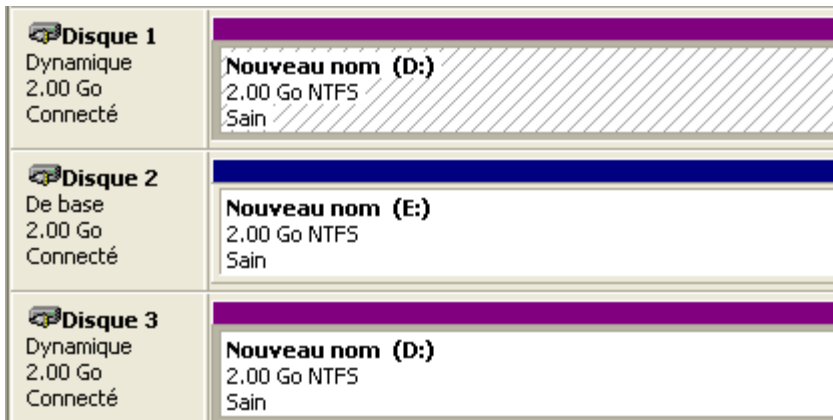 Disque 1
Dynamique
2.00 Go
Connecté
Nouveau nom (D:)
2.00 Go NTFS
Sain
Disque 2
De base
2.00 Go
Connecté
Nouveau nom (E:)
2.00 Go NTFS
Sain
Disque 3
Dynamique
2.00 Go
Connecté
Nouveau nom (D:)
2.00 Go NTFS
Sain